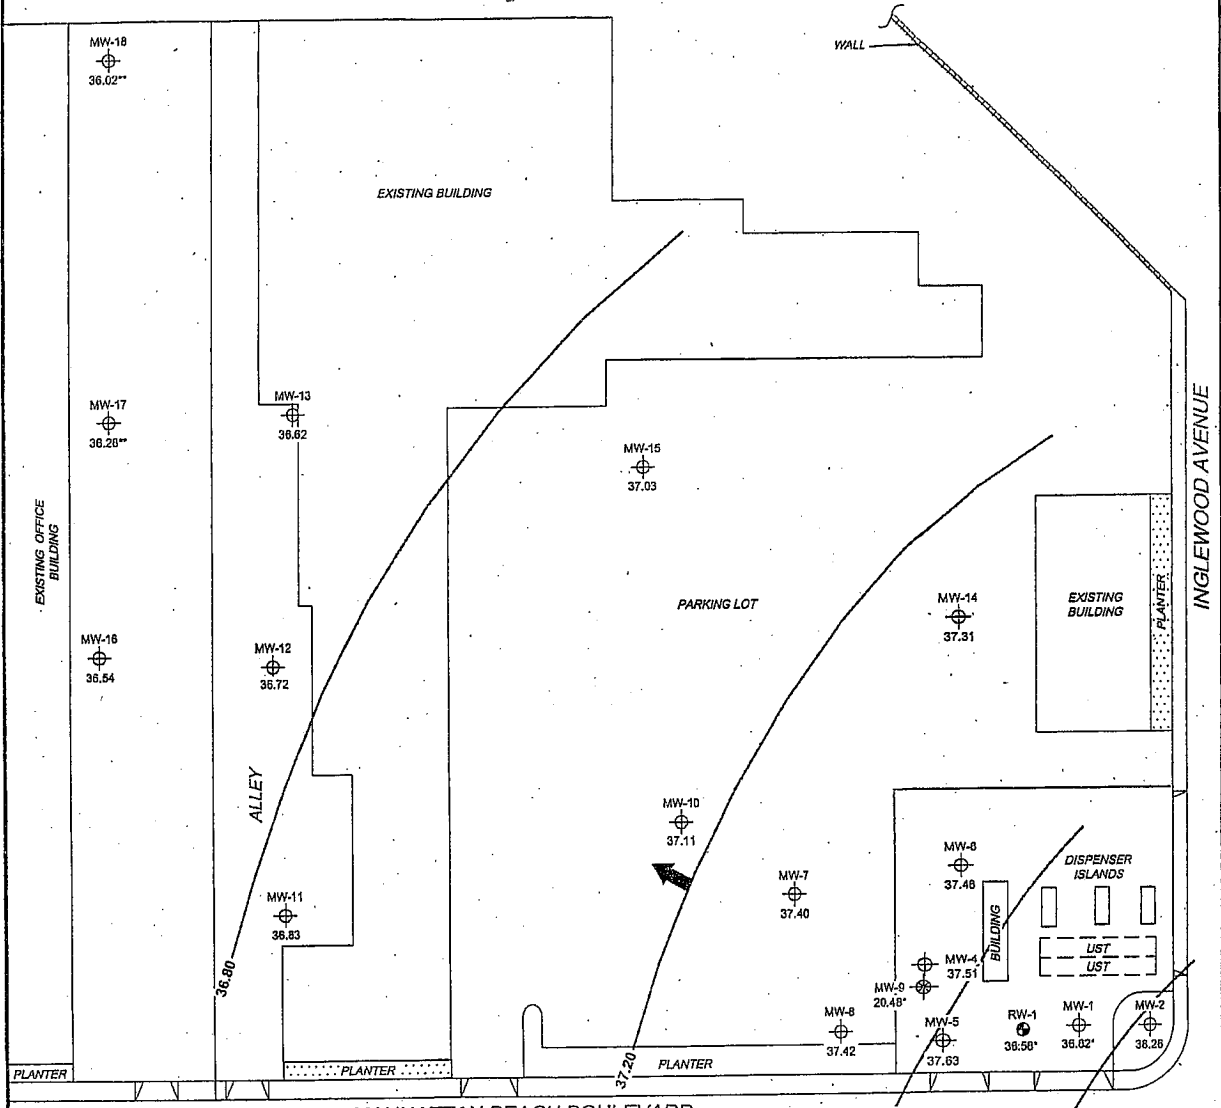 MW-18
36.02**
WALL
EXISTING BUILDING
MW-17
36.28**
MW-13
36.62
MW-15
37.03
INGLEWOOD AVENUE
EXISTING OFFICE
BUILDING
PARKING LOT
MW-14
37.31
EXISTING
BUILDING
PLANTER
MW-16
36.54
MW-12
36.72
ALLEY
MW-10
37.11
MW-7
37.40
MW-6
37.48
DISPENSER
ISLANDS
BUILDING
UST
UST
MW-11
36.83
36.80
MW-4
37.51
MW-9
20.48*
MW-8
37.42
MW-5
37.63
RW-1
36.58*
MW-1
36.02*
MW-2
38.28
PLANTER
PLANTER
37.20
PLANTER